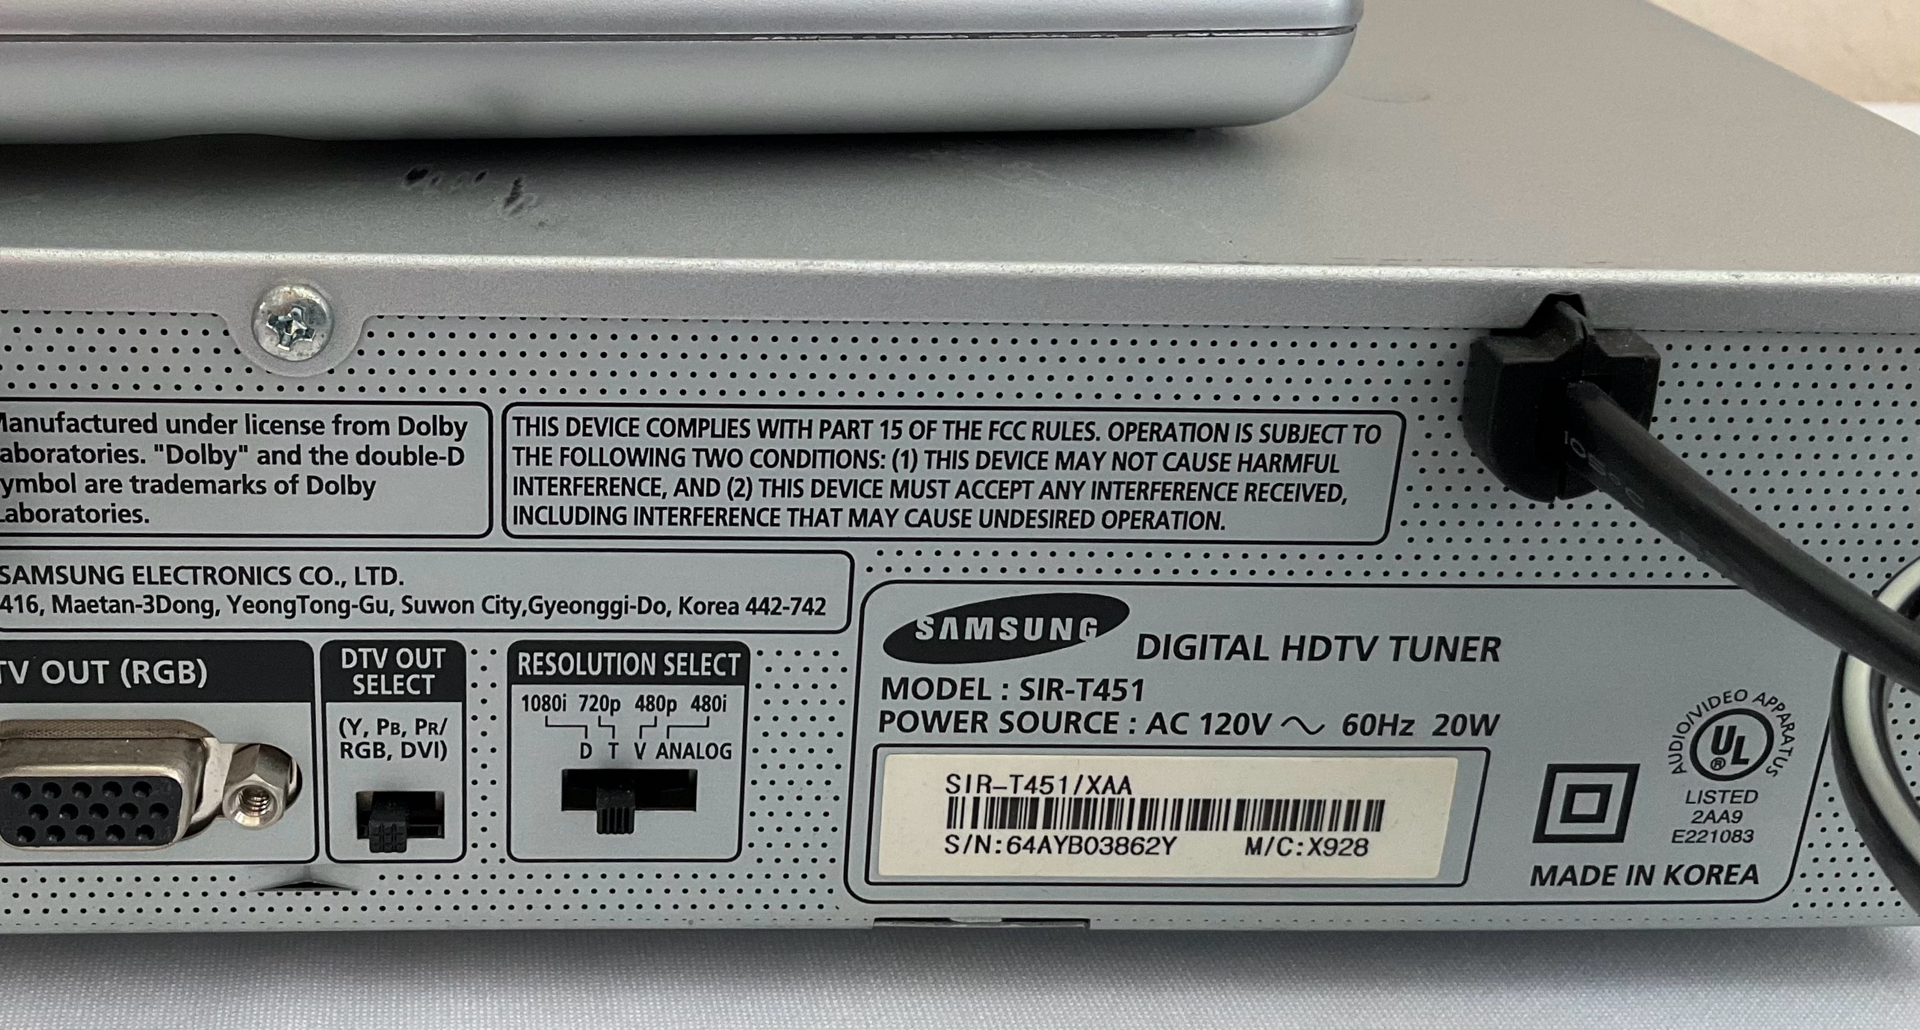 Manufactured under license from Dolby
Laboratories. "Dolby" and the double-D
symbol are trademarks of Dolby
Laboratories.
THIS DEVICE COMPLIES WITH PART 15 OF THE FCC RULES. OPERATION IS SUBJECT TO
THE FOLLOWING TWO CONDITIONS: (1) THIS DEVICE MAY NOT CAUSE HARMFUL
INTERFERENCE, AND (2) THIS DEVICE MUST ACCEPT ANY INTERFERENCE RECEIVED,
INCLUDING INTERFERENCE THAT MAY CAUSE UNDESIRED OPERATION.
SAMSUNG ELECTRONICS CO., LTD.
416, Maetan-3Dong, YeongTong-Gu, Suwon City,Gyeonggi-Do, Korea 442-742
TV OUT (RGB)
DTV OUT
SELECT
(Y, PB, PR/
RGB, DVI)
RESOLUTION SELECT
1080i 720p 480p 480i
D T V ANALOG
SAMSUNG DIGITAL HDTV TUNER
MODEL : SIR-T451
POWER SOURCE : AC 120V ~ 60Hz 20W
SIR-T451/XAA
S/N:64AYB03862Y M/C:X928
AUDIO/VIDEO APPARATUS
UL
®
LISTED
2AA9
E221083
MADE IN KOREA